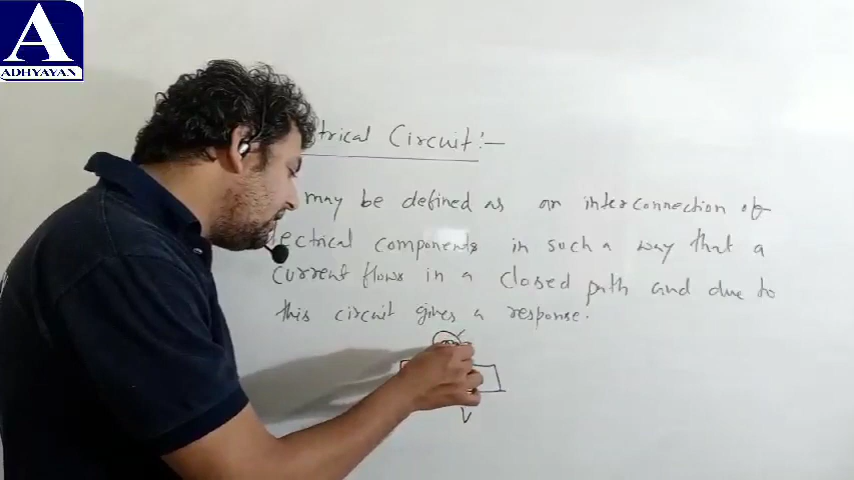 A
ADHYAYAN
trical Circuit :-
may be defined as an interconnection of
lectrical components in such a way that a
current flows in a closed path and due to
this circuit gives a response.
V